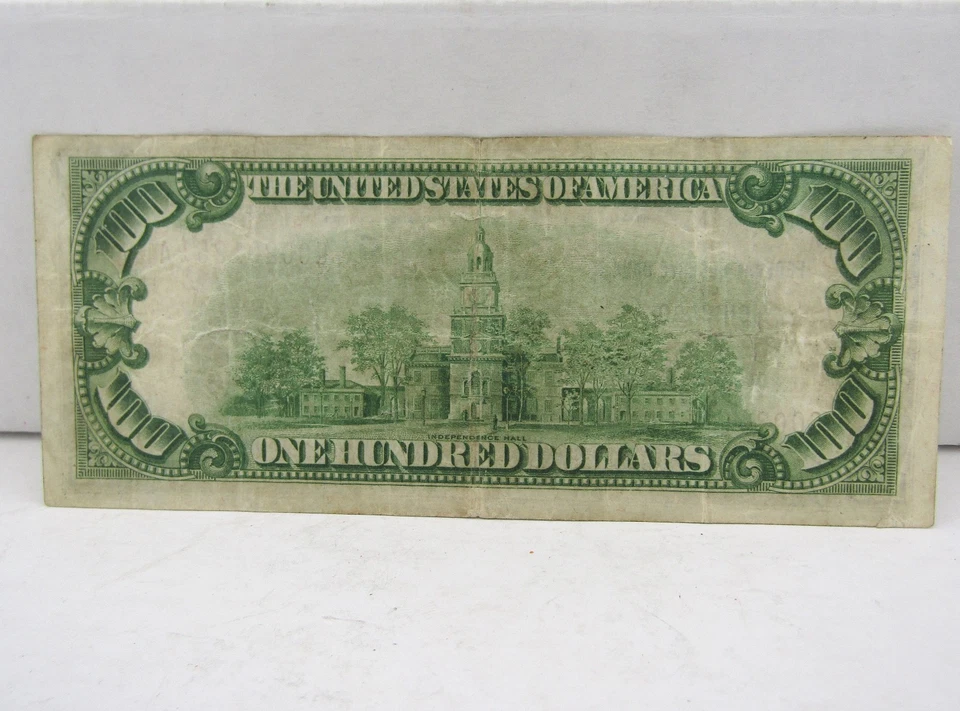 THE UNITED STATES OF AMERICA
100 100
INDEPENDENCE HALL
100 100
ONE HUNDRED DOLLARS